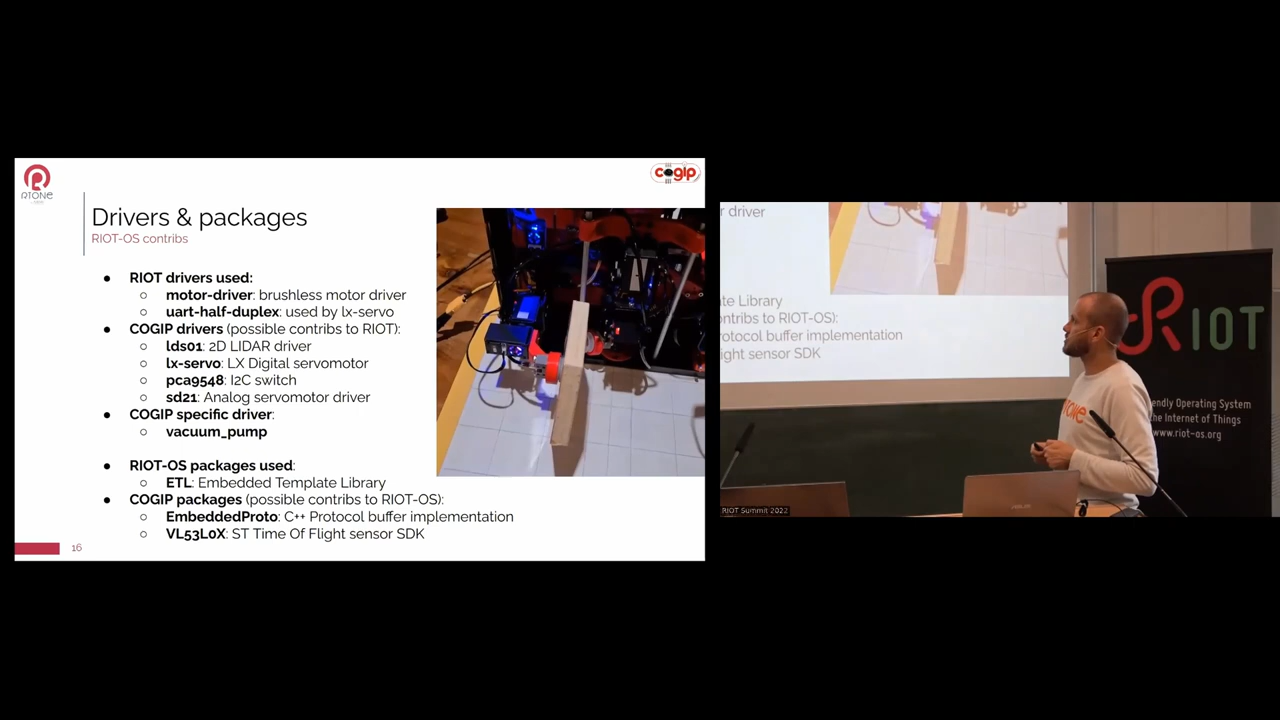 RTONE
cogip
Drivers & packages
RIOT-OS contribs
● RIOT drivers used:
○ motor-driver: brushless motor driver
○ uart-half-duplex: used by lx-servo
● COGIP drivers (possible contribs to RIOT):
○ lds01: 2D LIDAR driver
○ lx-servo: LX Digital servomotor
○ pca9548: I2C switch
○ sd21: Analog servomotor driver
● COGIP specific driver:
○ vacuum_pump
● RIOT-OS packages used:
○ ETL: Embedded Template Library
● COGIP packages (possible contribs to RIOT-OS):
○ EmbeddedProto: C++ Protocol buffer implementation
○ VL53L0X: ST Time Of Flight sensor SDK
16
r driver
te Library
ontribs to RIOT-OS):
otocol buffer implementation
light sensor SDK
RIOT
endly Operating System
the Internet of Things
www.riot-os.org
RIOT Summit 2022